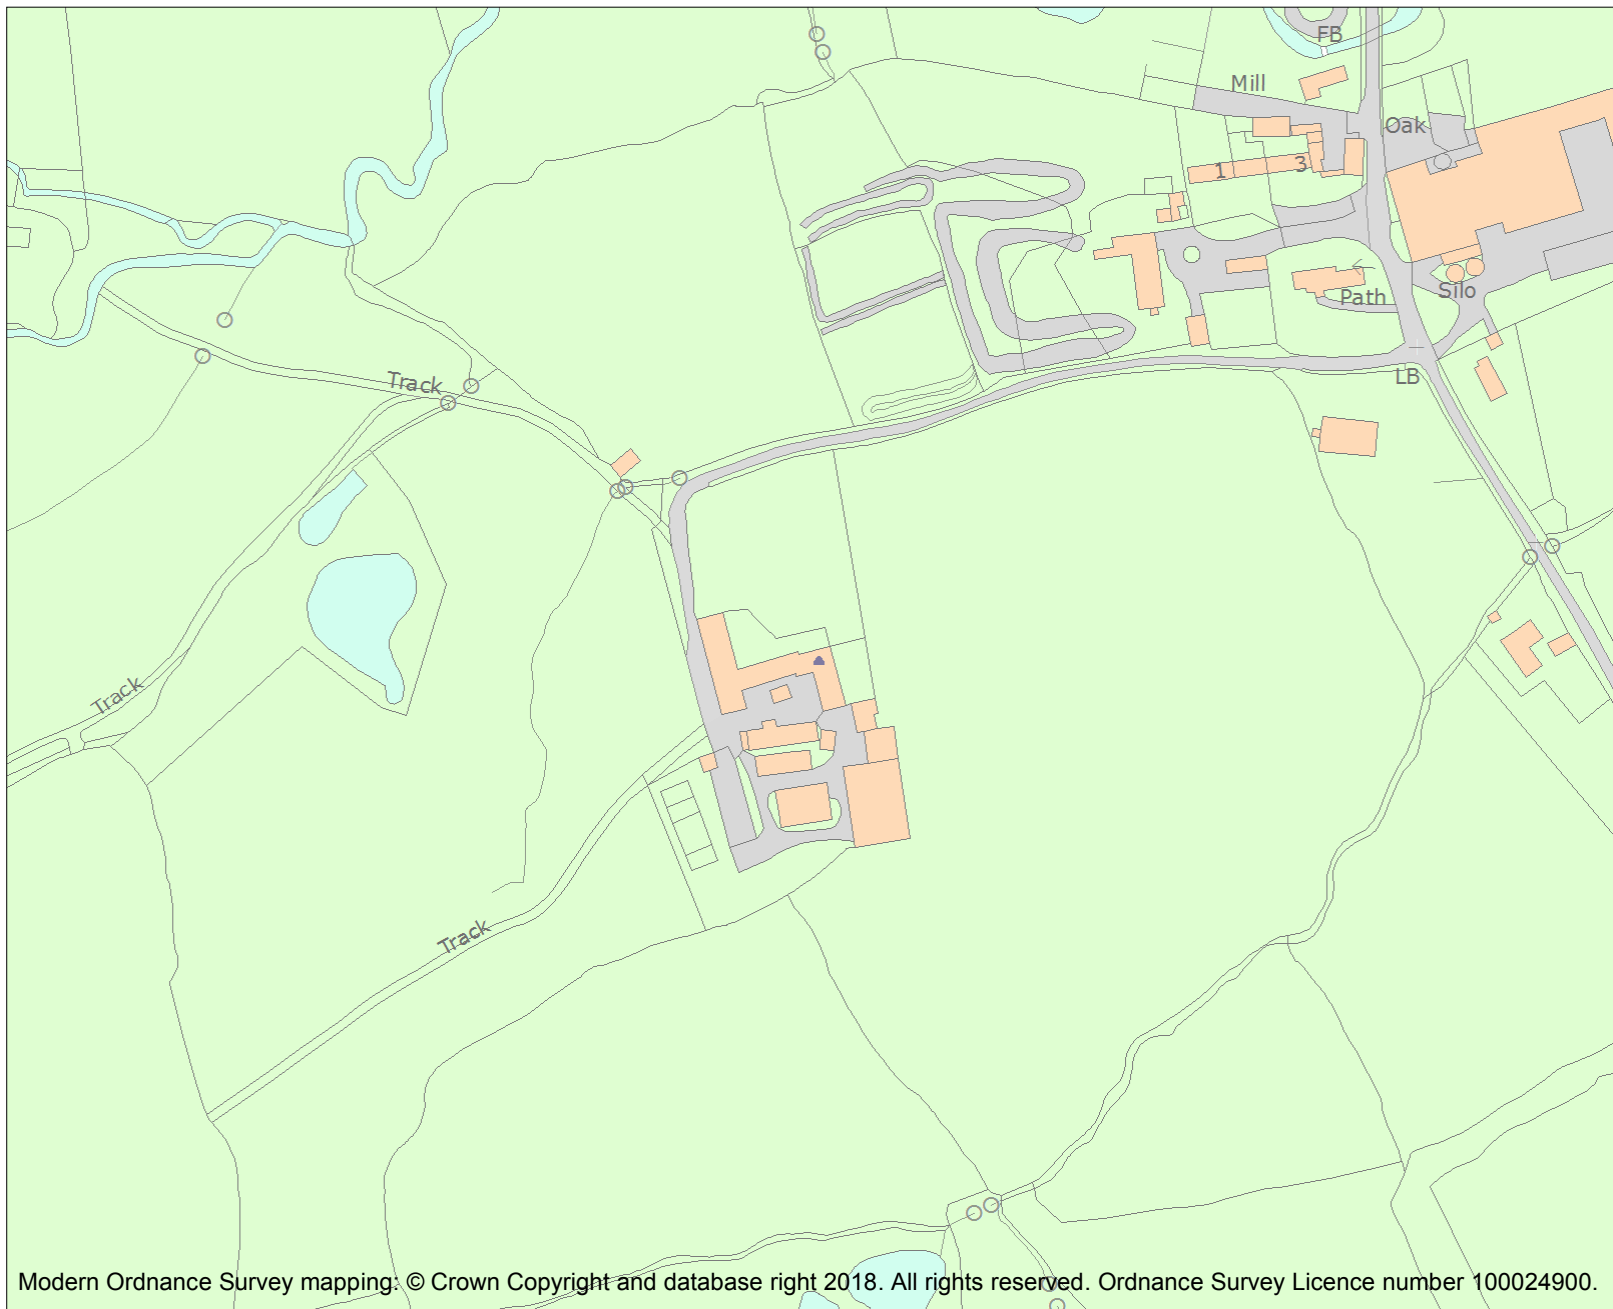 FB
Mill
Oak
1
3
Path
Silo
LB
Track
Track
Track
Modern Ordnance Survey mapping: © Crown Copyright and database right 2018. All rights reserved. Ordnance Survey Licence number 100024900.